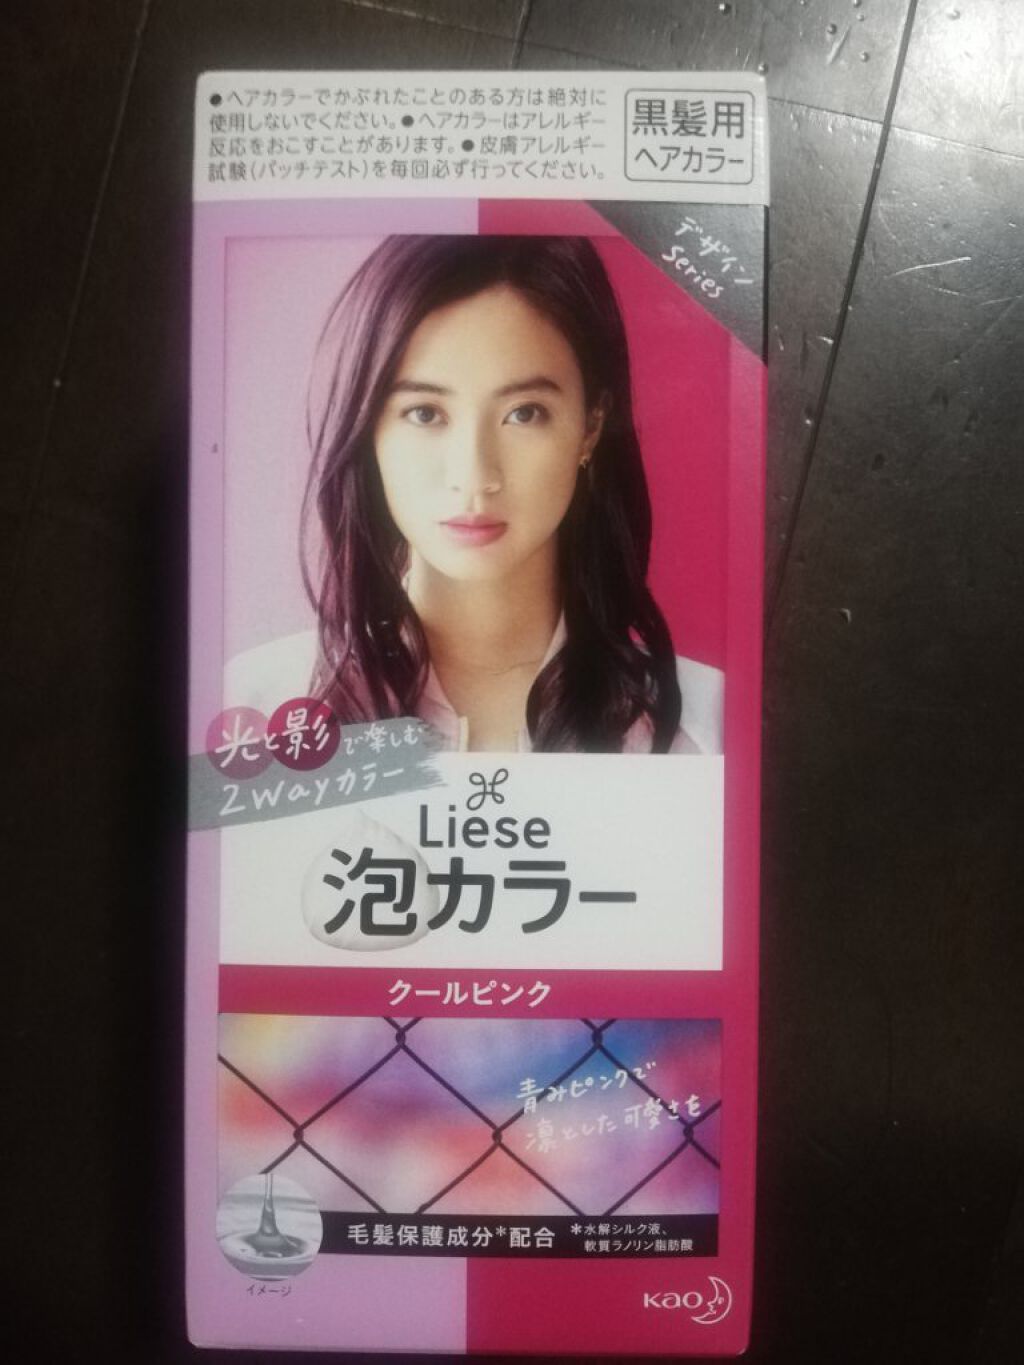 ●ヘアカラーでかぶれたことのある方は絶対に
使用しないでください。●ヘアカラーはアレルギー
反応をおこすことがあります。●皮膚アレルギー
試験(パッチテスト)を毎回必ず行ってください。
黒髪用
ヘアカラー
デザイン
Series
光と影で楽しむ
2wayカラー
Liese
泡カラー
クールピンク
青みピンクで
凛とした可愛さを
毛髪保護成分*配合
*水解シルク液、
軟質ラノリン脂肪酸
イメージ
Kao